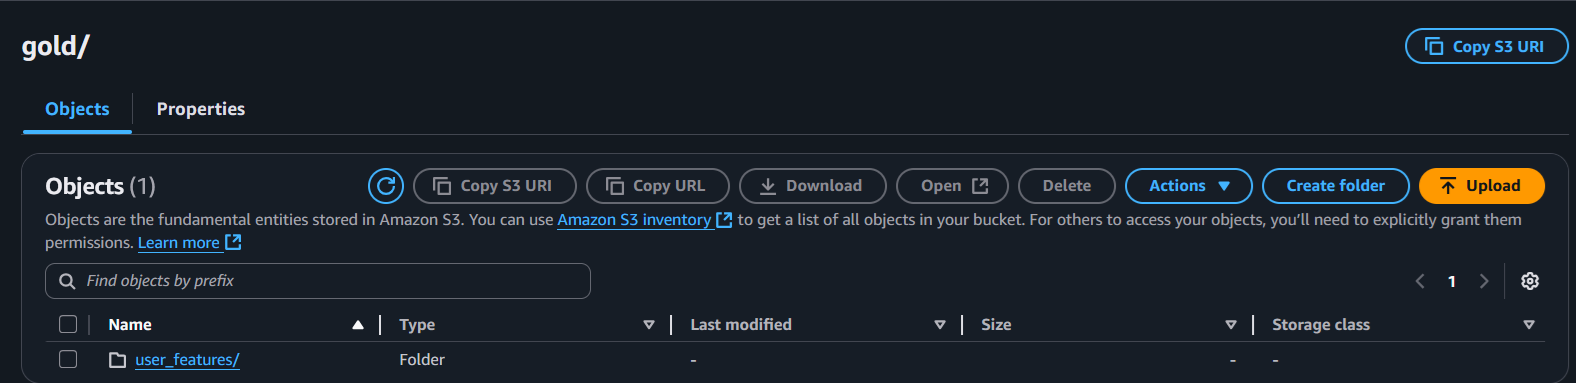 gold/
Copy S3 URI
Objects
Properties
Objects (1)
Copy S3 URI
Copy URL
Download
Open
Delete
Actions
Create folder
Upload
Objects are the fundamental entities stored in Amazon S3. You can use Amazon S3 inventory to get a list of all objects in your bucket. For others to access your objects, you'll need to explicitly grant them
permissions. Learn more
Find objects by prefix
1
Name Type Last modified Size Storage class
user_features/ Folder - - -